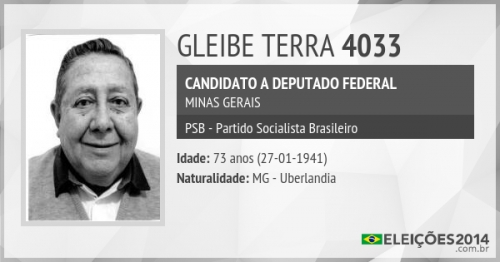 GLEIBE TERRA 4033
CANDIDATO A DEPUTADO FEDERAL
MINAS GERAIS
PSB - Partido Socialista Brasileiro
Idade: 73 anos (27-01-1941)
Naturalidade: MG - Uberlandia
ELEIÇÕES2014
.com.br